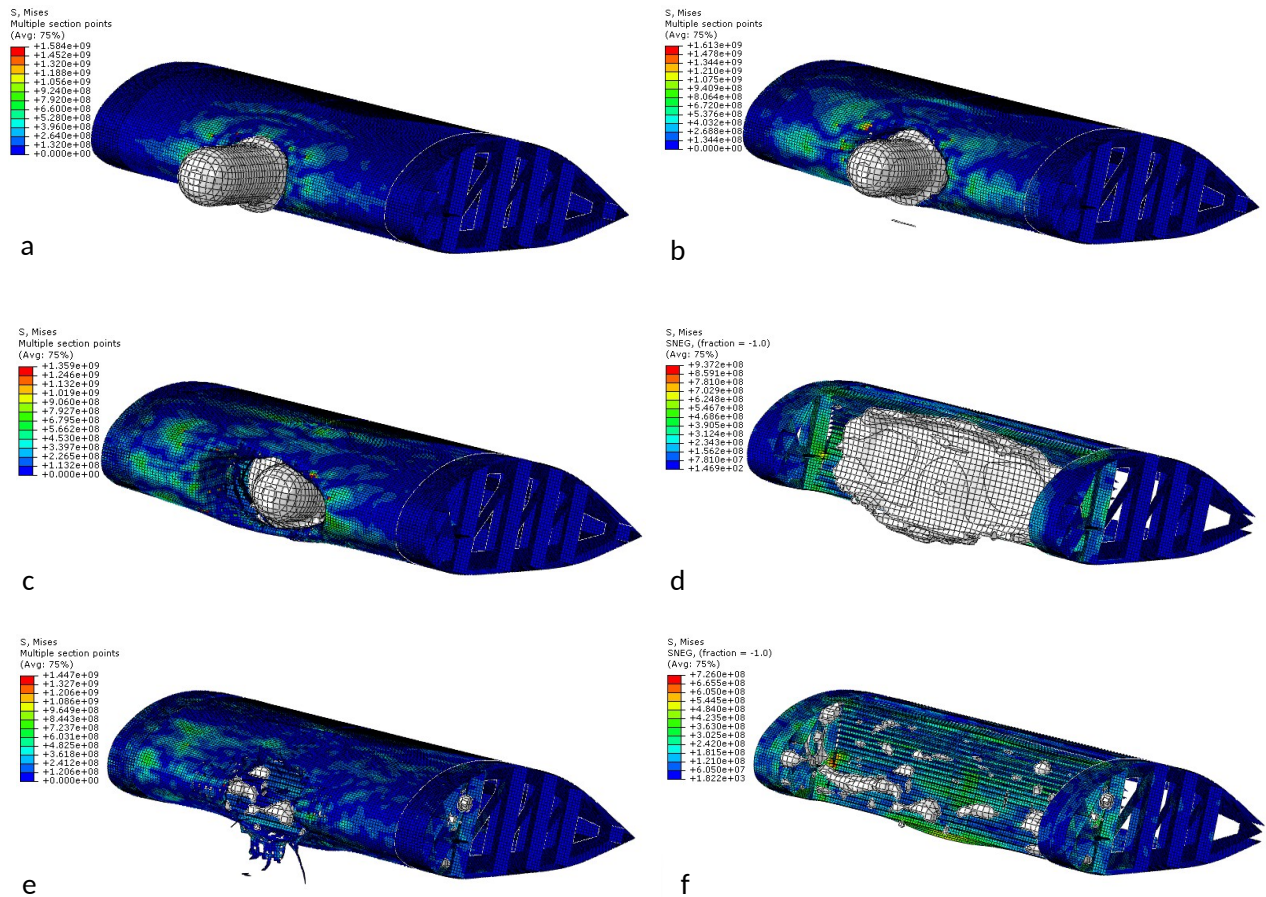 S, Mises
Multiple section points
(Avg: 75%)
+1.584e+09
+1.452e+09
+1.320e+09
+1.188e+09
+1.056e+09
+9.240e+08
+7.920e+08
+6.600e+08
+5.280e+08
+3.960e+08
+2.640e+08
+1.320e+08
+0.000e+00
a
S, Mises
Multiple section points
(Avg: 75%)
+1.613e+09
+1.478e+09
+1.344e+09
+1.210e+09
+1.075e+09
+9.409e+08
+8.064e+08
+6.720e+08
+5.376e+08
+4.032e+08
+2.688e+08
+1.344e+08
+0.000e+00
b
S, Mises
Multiple section points
(Avg: 75%)
+1.359e+09
+1.246e+09
+1.132e+09
+1.019e+09
+9.060e+08
+7.927e+08
+6.795e+08
+5.662e+08
+4.530e+08
+3.397e+08
+2.265e+08
+1.132e+08
+0.000e+00
c
S, Mises
SNEG, (fraction = -1.0)
(Avg: 75%)
+9.372e+08
+8.591e+08
+7.810e+08
+7.029e+08
+6.248e+08
+5.467e+08
+4.686e+08
+3.905e+08
+3.124e+08
+2.343e+08
+1.562e+08
+7.810e+07
+1.469e+02
d
S, Mises
Multiple section points
(Avg: 75%)
+1.447e+09
+1.327e+09
+1.206e+09
+1.086e+09
+9.649e+08
+8.443e+08
+7.237e+08
+6.031e+08
+4.825e+08
+3.618e+08
+2.412e+08
+1.206e+08
+0.000e+00
e
S, Mises
SNEG, (fraction = -1.0)
(Avg: 75%)
+7.260e+08
+6.655e+08
+6.050e+08
+5.445e+08
+4.840e+08
+4.235e+08
+3.630e+08
+3.025e+08
+2.420e+08
+1.815e+08
+1.210e+08
+6.050e+07
+1.822e+03
f